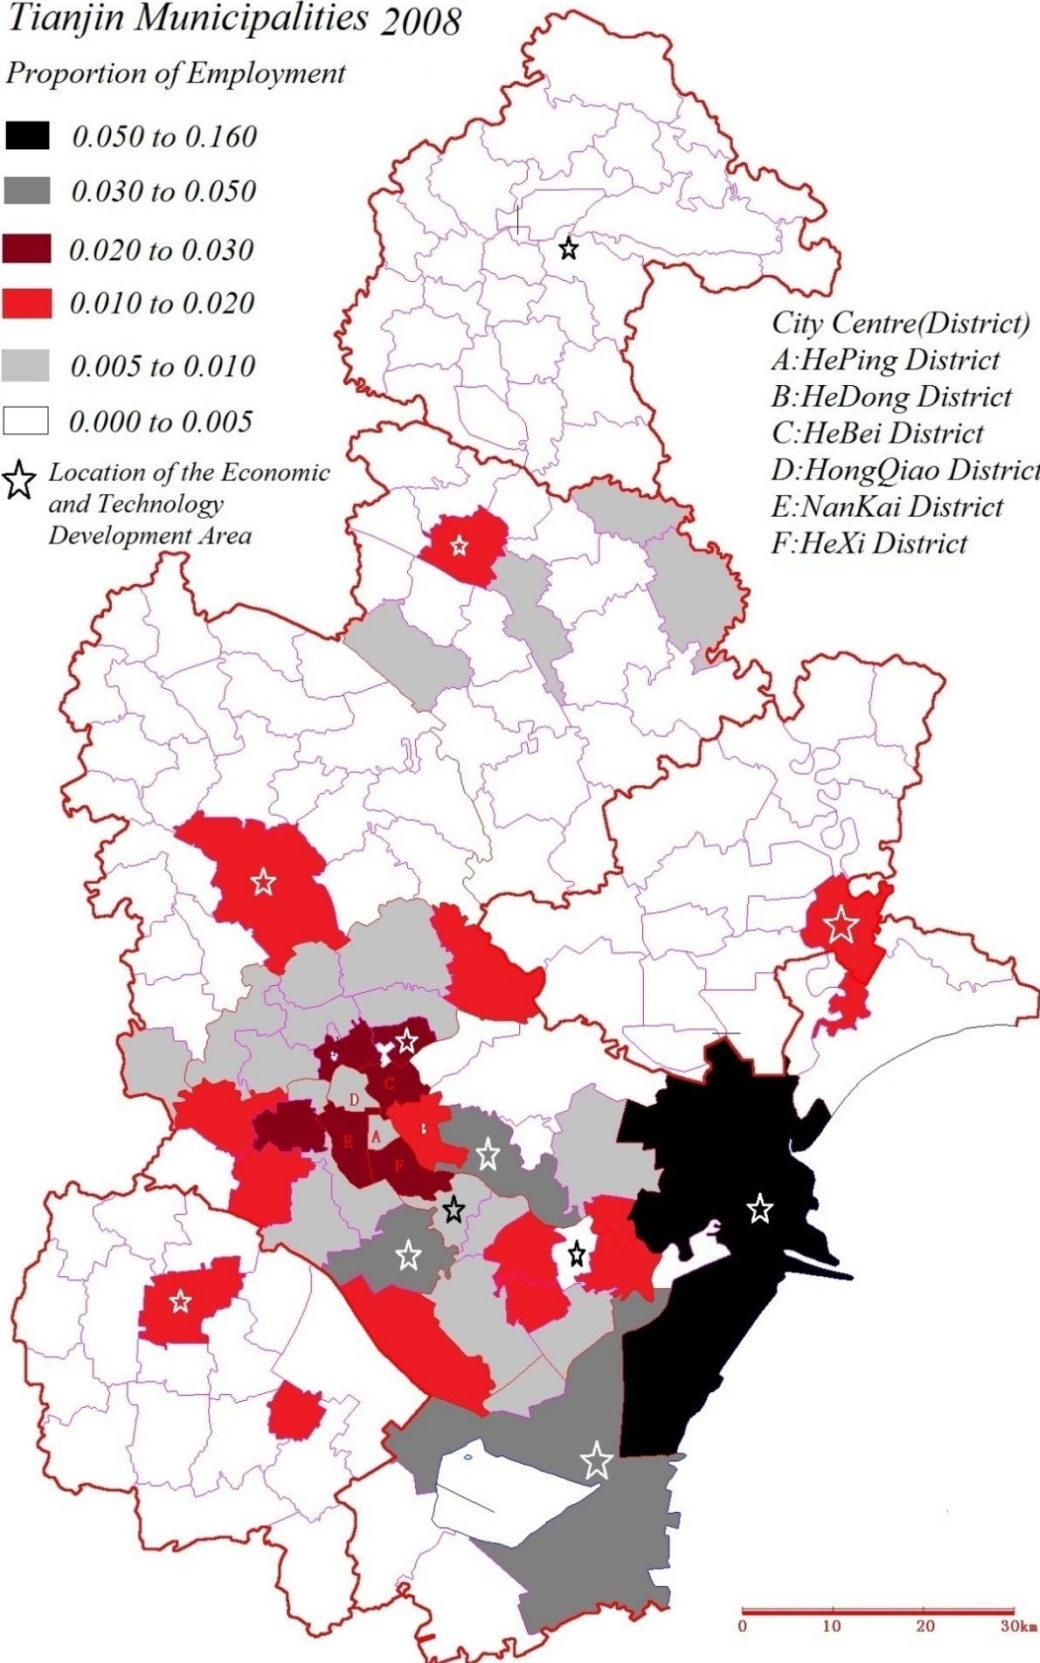 Tianjin Municipalities 2008
Proportion of Employment
0.050 to 0.160
0.030 to 0.050
0.020 to 0.030
0.010 to 0.020
0.005 to 0.010
0.000 to 0.005
Location of the Economic
and Technology
Development Area
City Centre(District)
A:HePing District
B:HeDong District
C:HeBei District
D:HongQiao District
E:NanKai District
F:HeXi District
C
D
B
E
A
F
0 10 20 30km